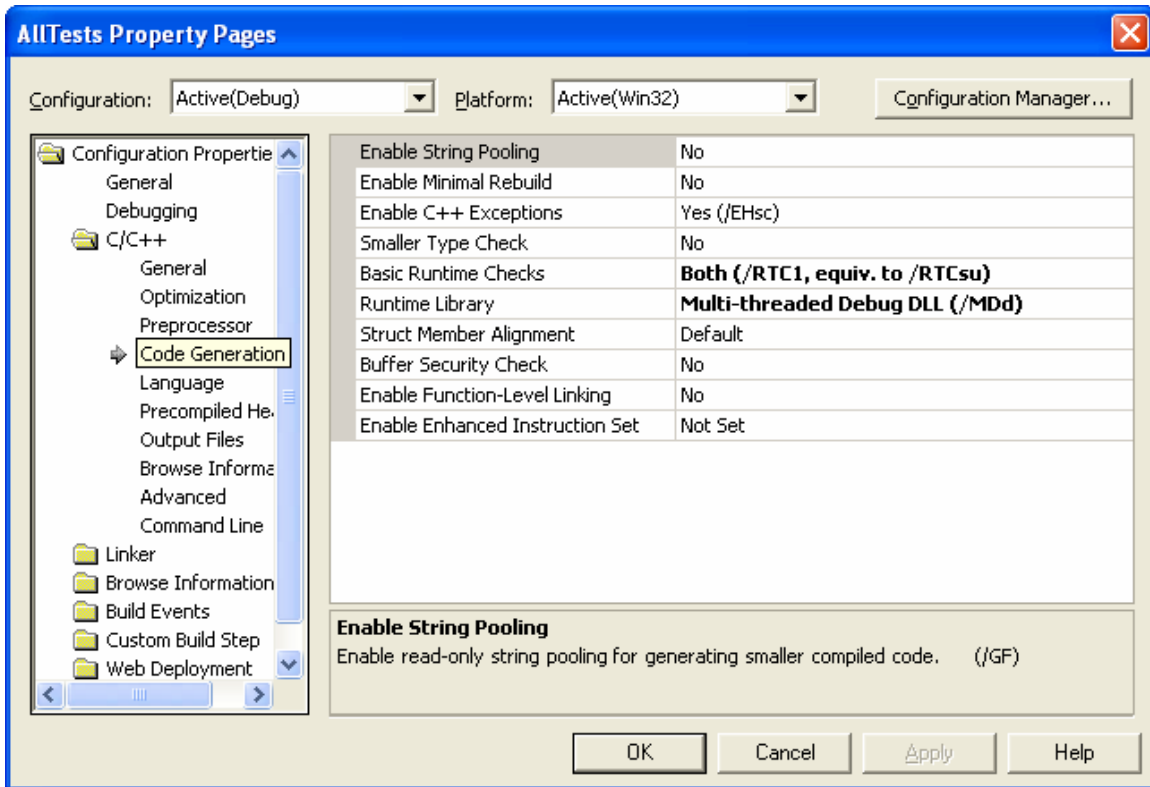 AllTests Property Pages
Configuration: Active(Debug) Platform: Active(Win32) Configuration Manager...
Configuration Propertie
General
Debugging
C/C++
General
Optimization
Preprocessor
Code Generation
Language
Precompiled He
Output Files
Browse Informa
Advanced
Command Line
Linker
Browse Information
Build Events
Custom Build Step
Web Deployment
Enable String Pooling No
Enable Minimal Rebuild No
Enable C++ Exceptions Yes (/EHsc)
Smaller Type Check No
Basic Runtime Checks Both (/RTC1, equiv. to /RTCsu)
Runtime Library Multi-threaded Debug DLL (/MDd)
Struct Member Alignment Default
Buffer Security Check No
Enable Function-Level Linking No
Enable Enhanced Instruction Set Not Set
Enable String Pooling
Enable read-only string pooling for generating smaller compiled code. (/GF)
OK Cancel Apply Help